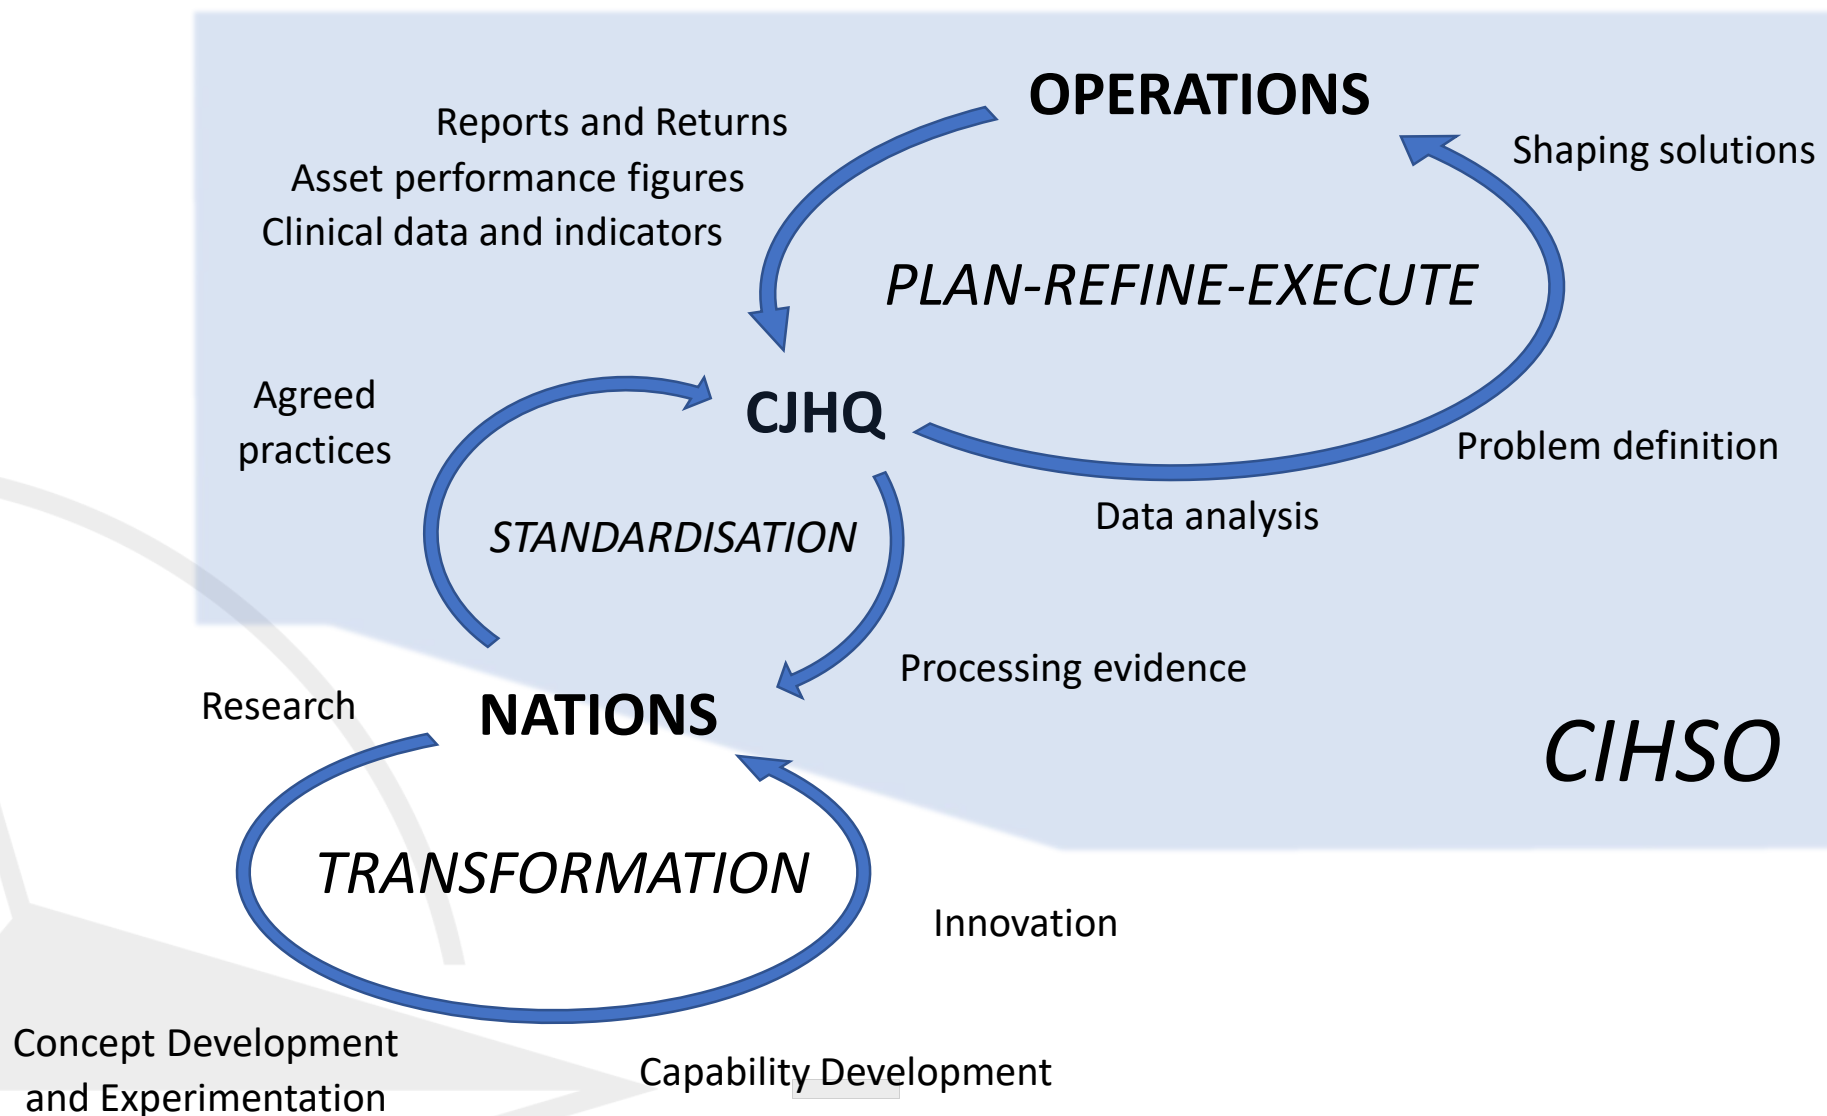 OPERATIONS
Reports and Returns
Asset performance figures
Clinical data and indicators
Shaping solutions
PLAN-REFINE-EXECUTE
Agreed
practices
CJHQ
Problem definition
Data analysis
STANDARDISATION
Processing evidence
Research
NATIONS
CIHSO
TRANSFORMATION
Innovation
Concept Development
and Experimentation
Capability Development